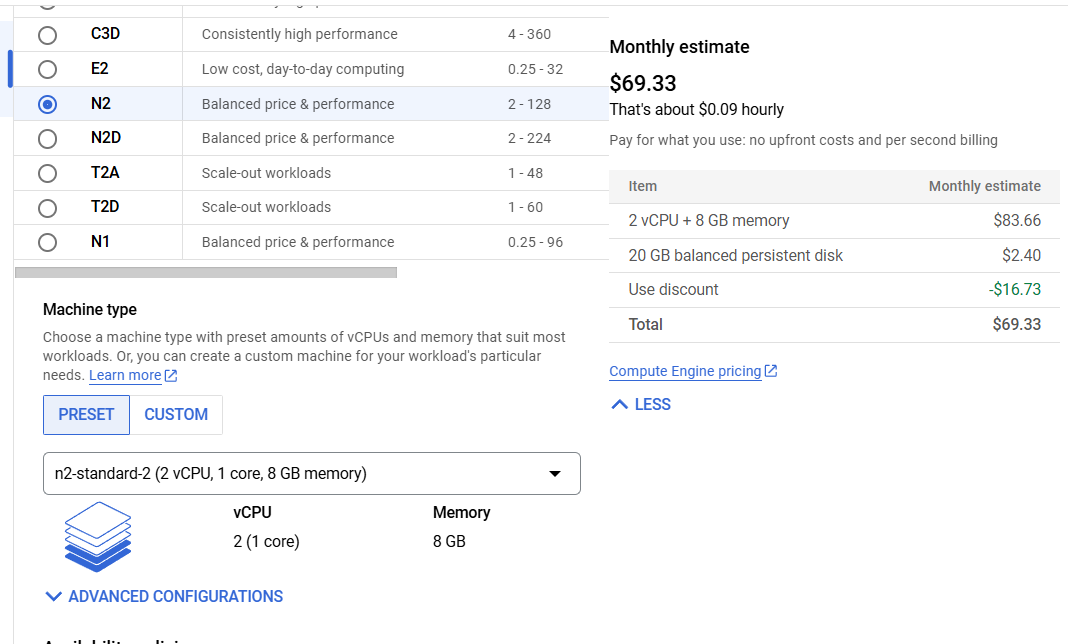 C3D Consistently high performance 4 - 360
E2 Low cost, day-to-day computing 0.25 - 32
N2 Balanced price & performance 2 - 128
N2D Balanced price & performance 2 - 224
T2A Scale-out workloads 1 - 48
T2D Scale-out workloads 1 - 60
N1 Balanced price & performance 0.25 - 96
Machine type
Choose a machine type with preset amounts of vCPUs and memory that suit most
workloads. Or, you can create a custom machine for your workload's particular
needs. Learn more
PRESET CUSTOM
n2-standard-2 (2 vCPU, 1 core, 8 GB memory)
vCPU Memory
2 (1 core) 8 GB
ADVANCED CONFIGURATIONS
Monthly estimate
$69.33
That's about $0.09 hourly
Pay for what you use: no upfront costs and per second billing
Item Monthly estimate
2 vCPU + 8 GB memory $83.66
20 GB balanced persistent disk $2.40
Use discount -$16.73
Total $69.33
Compute Engine pricing
LESS